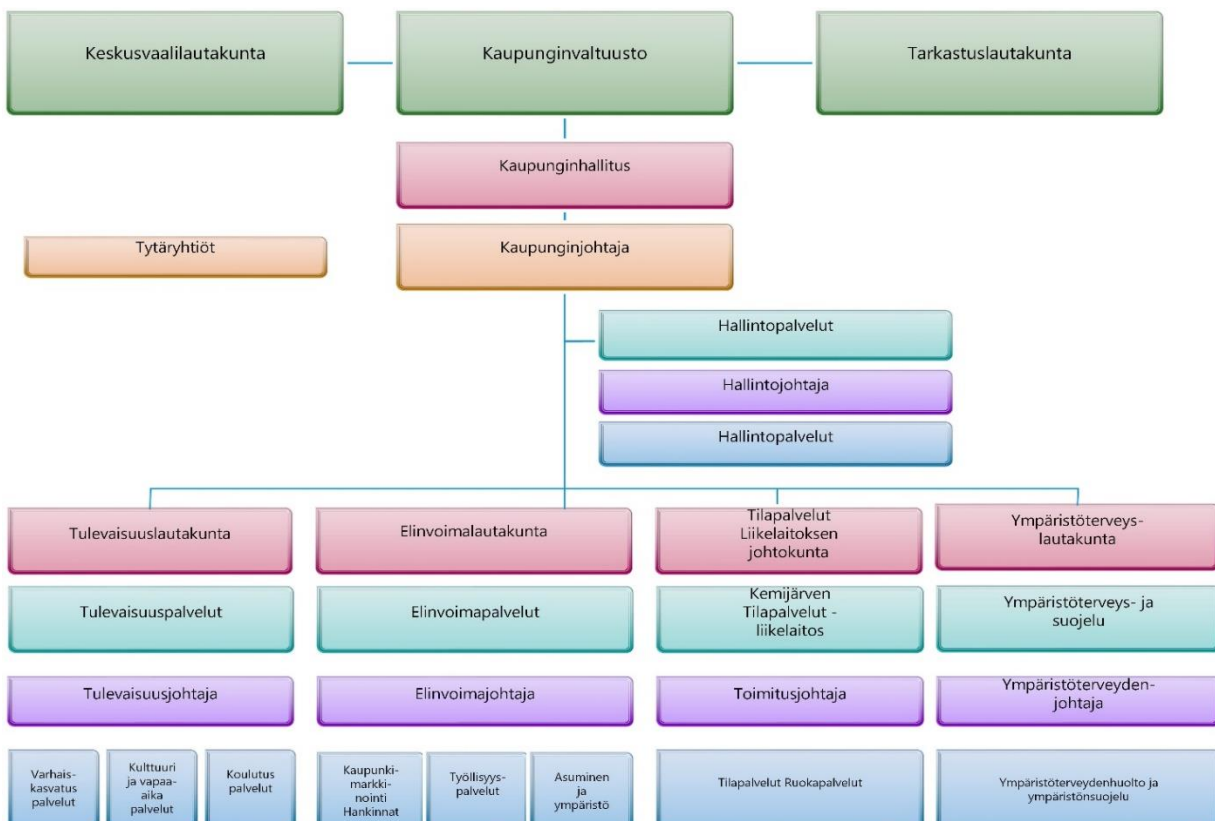 Keskusvaalilautakunta
Kaupunginvaltuusto
Tarkastuslautakunta
Kaupunginhallitus
Tytäryhtiöt
Kaupunginjohtaja
Hallintopalvelut
Hallintojohtaja
Hallintopalvelut
Tulevaisuuslautakunta
Elinvoimalautakunta
Tilapalvelut
Liikelaitoksen
johtokunta
Ympäristöterveys-
lautakunta
Tulevaisuuspalvelut
Elinvoimapalvelut
Kemijärven
Tilapalvelut -
liikelaitos
Ympäristöterveys- ja
suojelu
Tulevaisuusjohtaja
Elinvoimajohtaja
Toimitusjohtaja
Ympäristöterveyden-
johtaja
Varhais-
kasvatus
palvelut
Kulttuuri
ja vapaa-
aika
palvelut
Koulutus
palvelut
Kaupunki-
markki-
nointi
Hankinnat
Työllisyys-
palvelut
Asuminen
ja
ympäristö
Tilapalvelut Ruokapalvelut
Ympäristöterveydenhuolto ja
ympäristönsuojelu